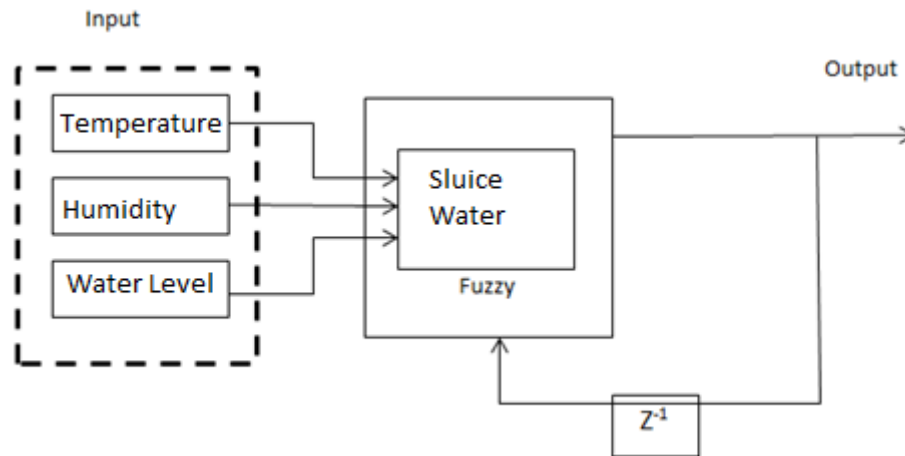 Input
Output
Temperature
Humidity
Water Level
Sluice
Water
Fuzzy
Z⁻¹